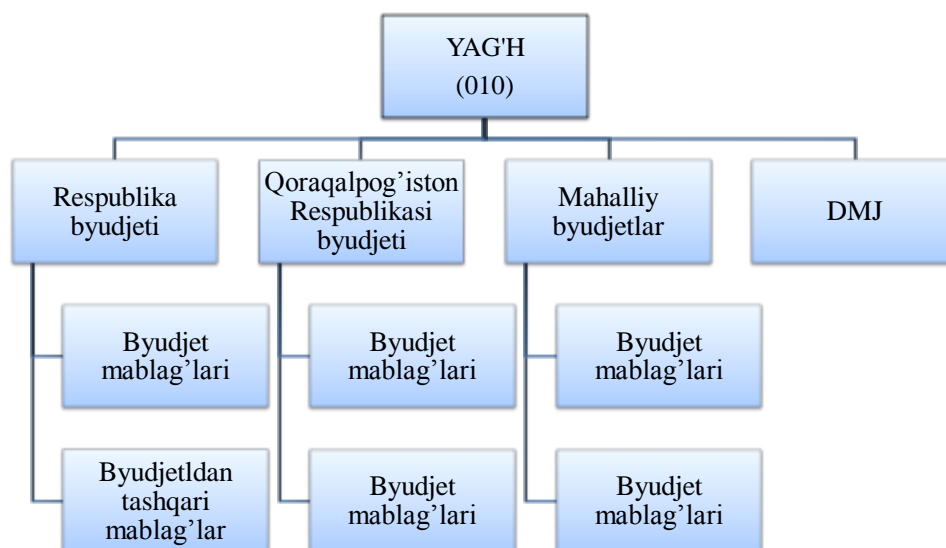 YAG'H
(010)
Respublika
byudjeti
Qoraqalpog’iston
Respublikasi
byudjeti
Mahalliy
byudjetlar
DMJ
Byudjet
mablag’lari
Byudjet
mablag’lari
Byudjet
mablag’lari
Byudjetldan
tashqari
mablag’lar
Byudjet
mablag’lari
Byudjet
mablag’lari